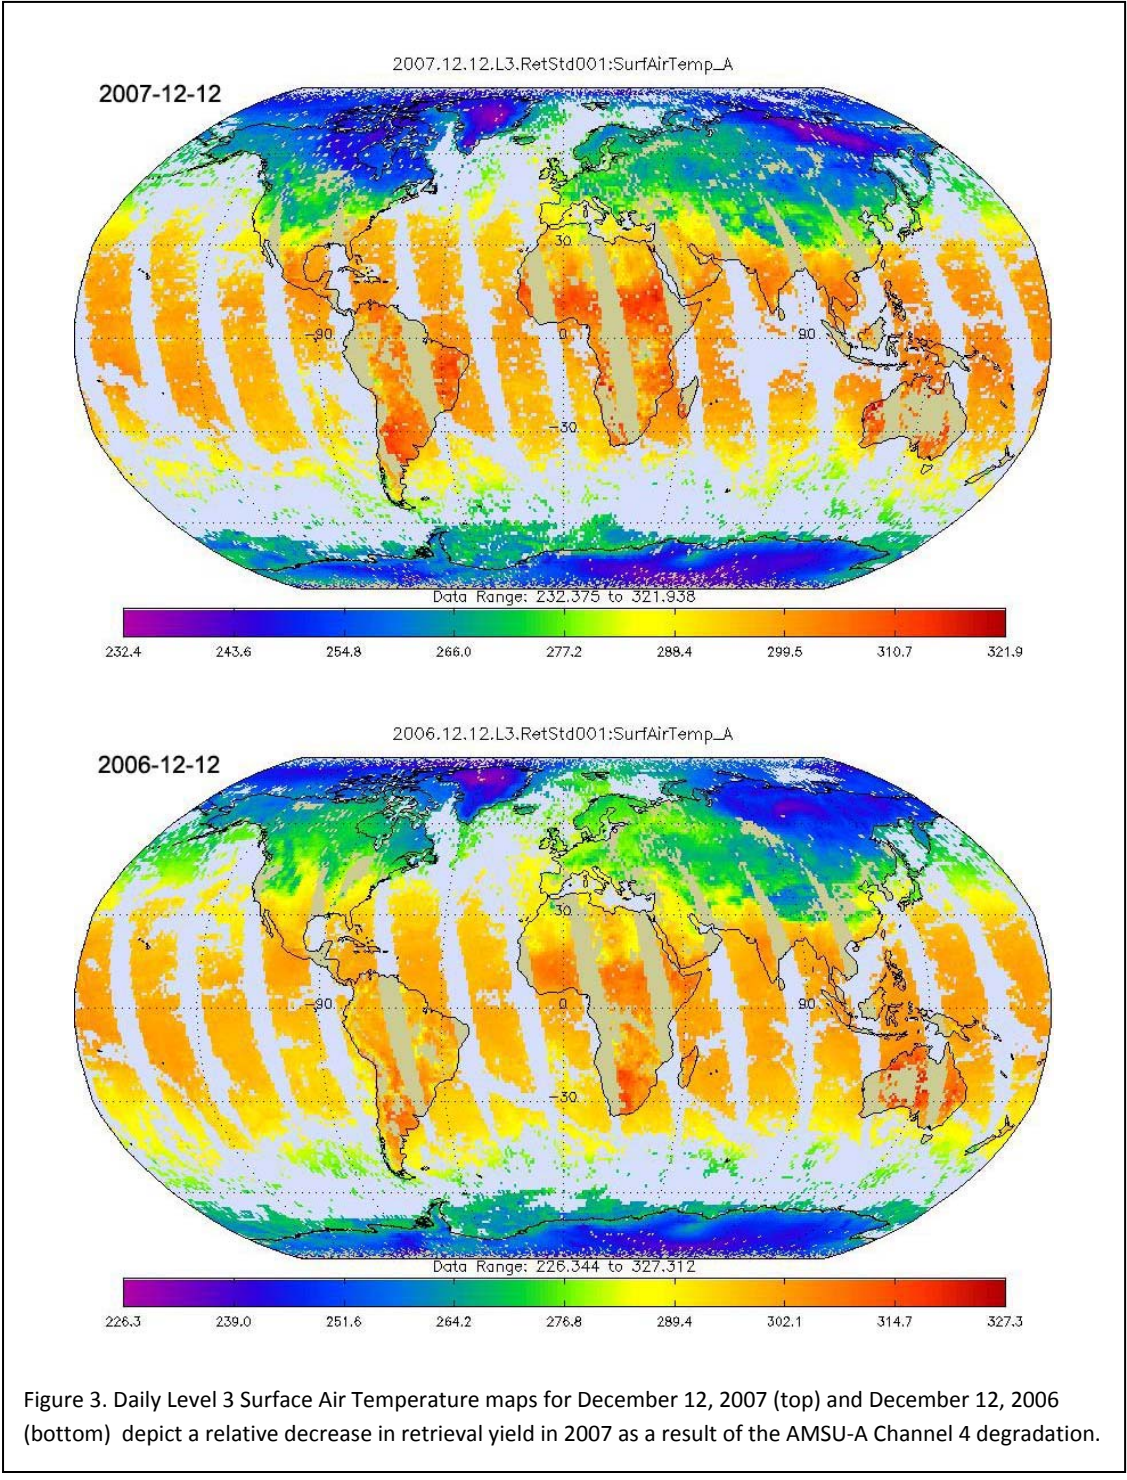 2007.12.12.L3.RetStd001:SurfAirTemp_A
2007-12-12
30
-90 0 90
-30
Data Range: 232.375 to 321.938
232.4 243.6 254.8 266.0 277.2 288.4 299.5 310.7 321.9
2006.12.12.L3.RetStd001:SurfAirTemp_A
2006-12-12
30
-90 0 90
-30
Data Range: 226.344 to 327.312
226.3 239.0 251.6 264.2 276.8 289.4 302.1 314.7 327.3
Figure 3. Daily Level 3 Surface Air Temperature maps for December 12, 2007 (top) and December 12, 2006
(bottom) depict a relative decrease in retrieval yield in 2007 as a result of the AMSU-A Channel 4 degradation.